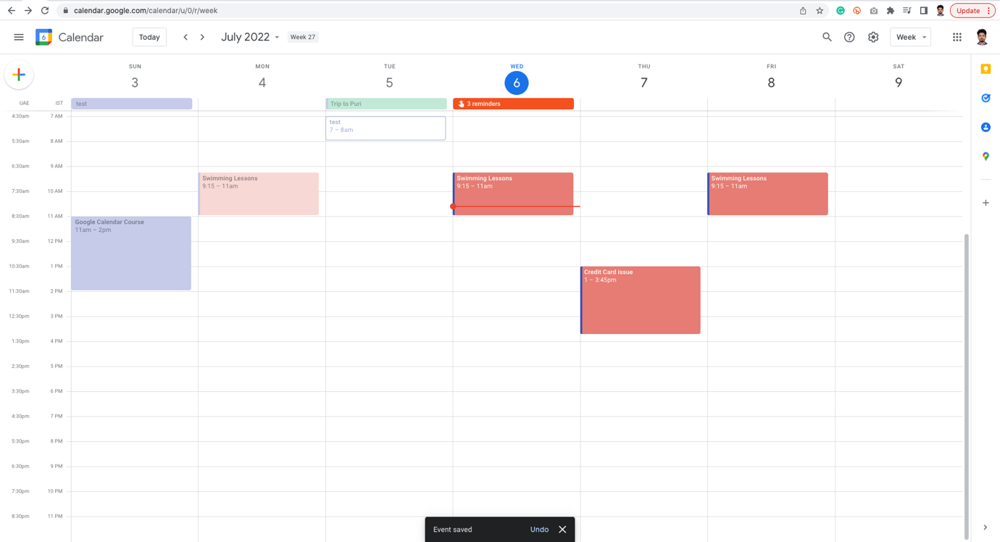 calendar.google.com/calendar/u/0/r/week
Update
6
Calendar
Today
July 2022
Week 27
Week
SUN
3
MON
4
TUE
5
WED
6
THU
7
FRI
8
SAT
9
UAE
IST
test
Trip to Puri
3 reminders
4:30am
7 AM
5:30am
8 AM
6:30am
9 AM
7:30am
10 AM
8:30am
11 AM
9:30am
12 PM
10:30am
1 PM
11:30am
2 PM
12:30pm
3 PM
1:30pm
4 PM
2:30pm
5 PM
3:30pm
6 PM
4:30pm
7 PM
5:30pm
8 PM
6:30pm
9 PM
7:30pm
10 PM
8:30pm
11 PM
Google Calendar Course
11am – 2pm
Swimming Lessons
9:15 – 11am
test
7 – 8am
Swimming Lessons
9:15 – 11am
Credit Card issue
1 – 3:45pm
Swimming Lessons
9:15 – 11am
Event saved
Undo